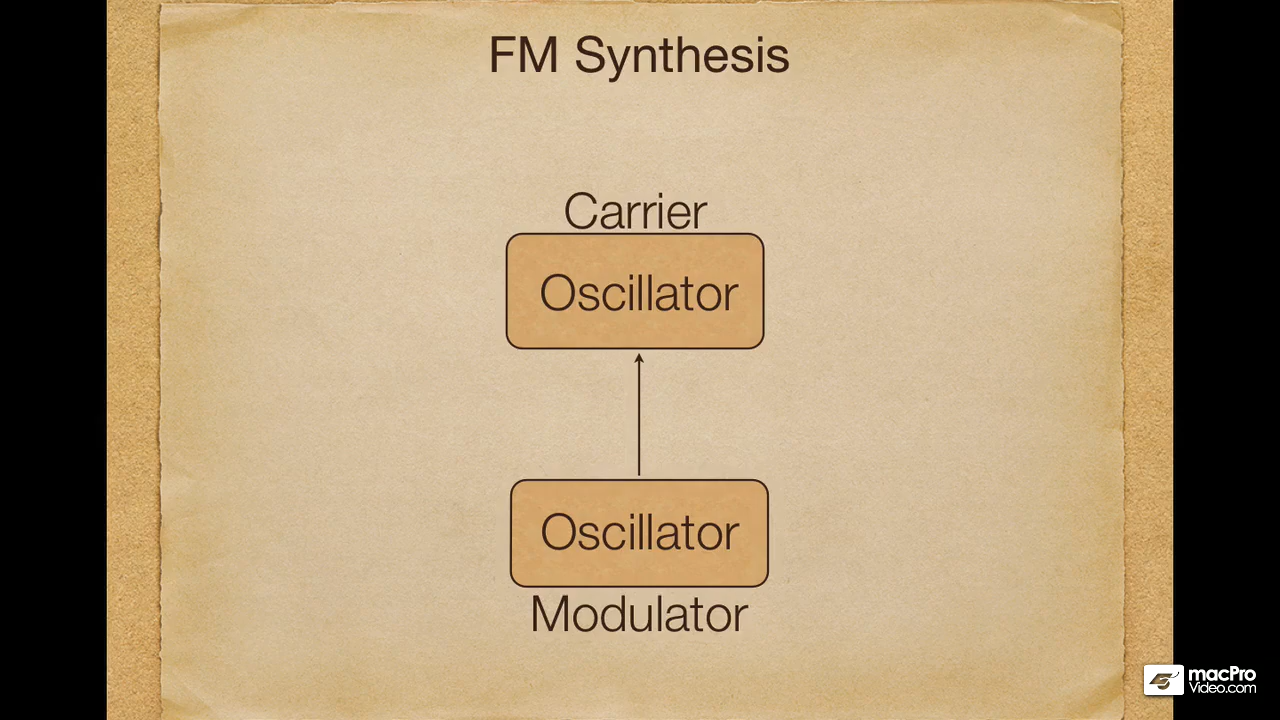 FM Synthesis
Carrier
Oscillator
Oscillator
Modulator
macPro
Video.com